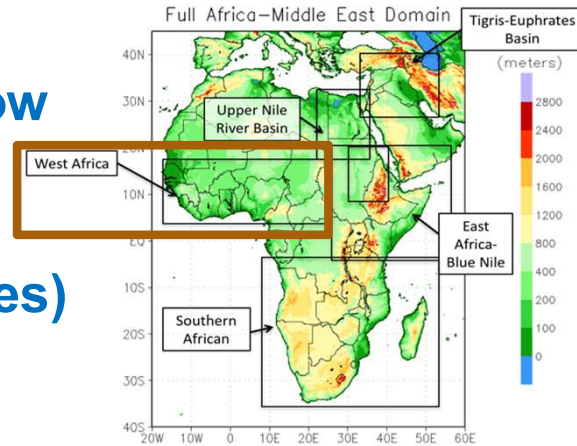 Full Africa-Middle East Domain
Tigris-Euphrates
Basin
(meters)
40N
ow
30N
Upper Nile
River Basin
2800
2400
2000
1600
1200
800
400
200
100
0
20N
West Africa
10N
East
Africa-
Blue Nile
EQ
es)
10S
Southern
African
20S
30S
40S
20W
10W
0
10E
20E
30E
40E
50E
60E